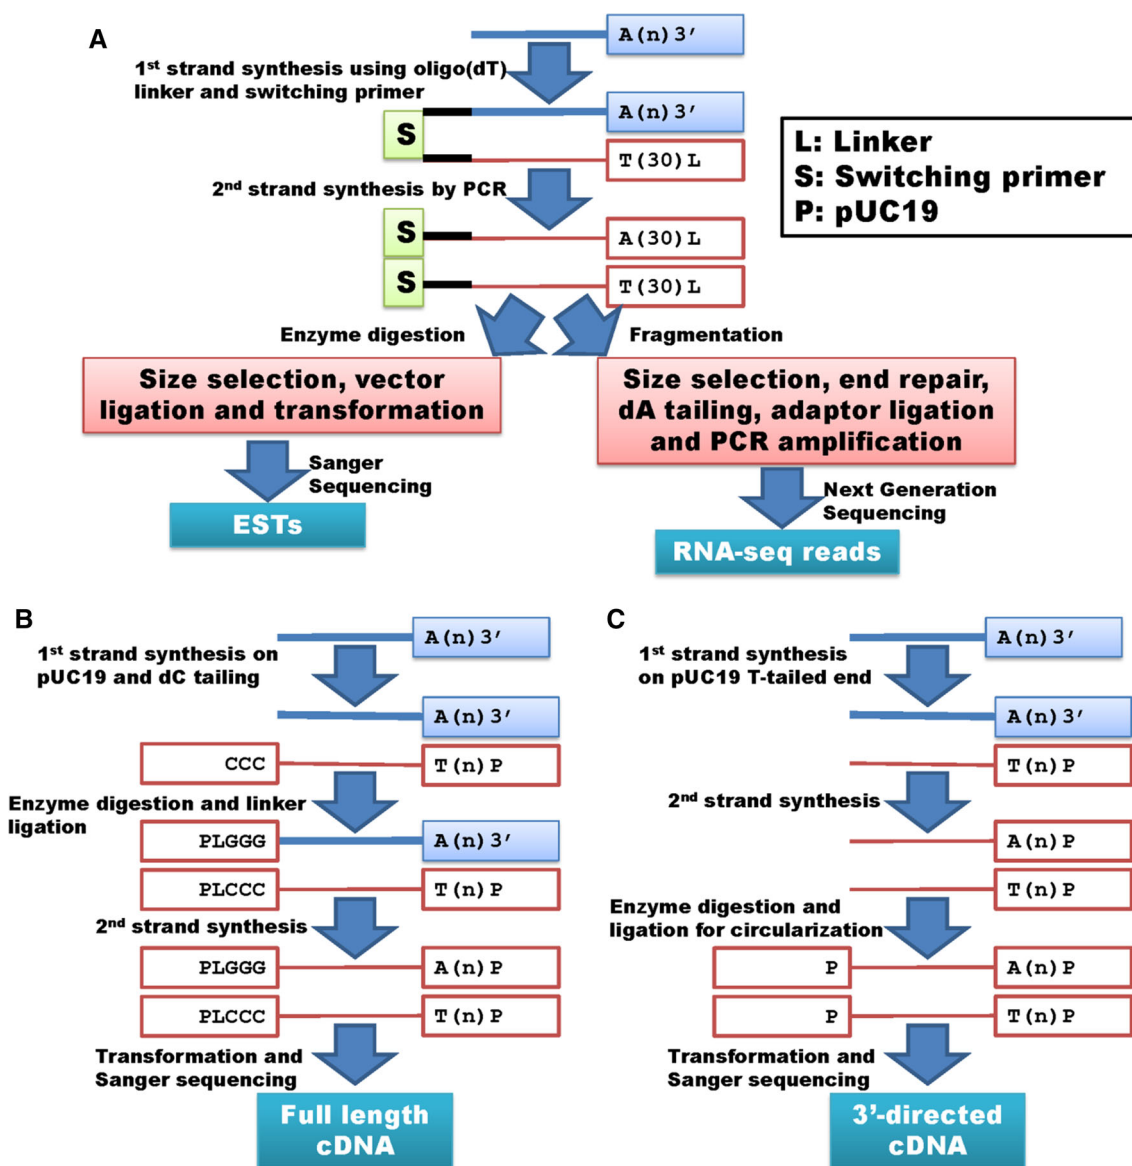 A
A(n)3′
1st strand synthesis using oligo(dT)
linker and switching primer
S
A(n)3′
T(30)L
L: Linker
S: Switching primer
P: pUC19
2nd strand synthesis by PCR
S
A(30)L
S
T(30)L
Enzyme digestion
Fragmentation
Size selection, vector
ligation and transformation
Size selection, end repair,
dA tailing, adaptor ligation
and PCR amplification
Sanger
Sequencing
Next Generation
Sequencing
ESTs
RNA-seq reads
B
A(n)3′
1st strand synthesis on
pUC19 and dC tailing
A(n)3′
CCC
T(n)P
Enzyme digestion and linker
ligation
PLGGG
A(n)3′
PLCCC
T(n)P
2nd strand synthesis
PLGGG
A(n)P
PLCCC
T(n)P
Transformation and
Sanger sequencing
Full length
cDNA
C
A(n)3′
1st strand synthesis
on pUC19 T-tailed end
A(n)3′
T(n)P
2nd strand synthesis
A(n)P
T(n)P
Enzyme digestion and
ligation for circularization
P
A(n)P
P
T(n)P
Transformation and
Sanger sequencing
3’-directed
cDNA